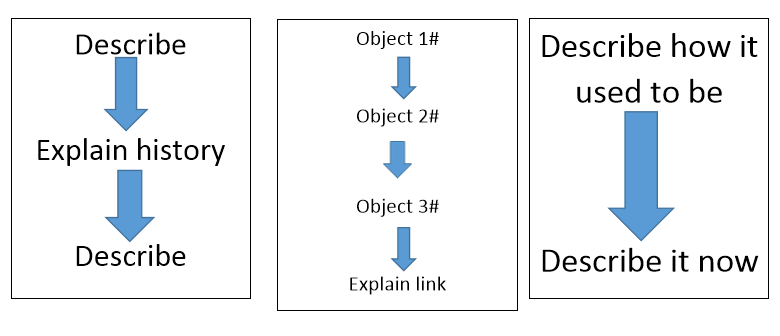 Describe
Explain history
Describe
Object 1#
Object 2#
Object 3#
Explain link
Describe how it
used to be
Describe it now